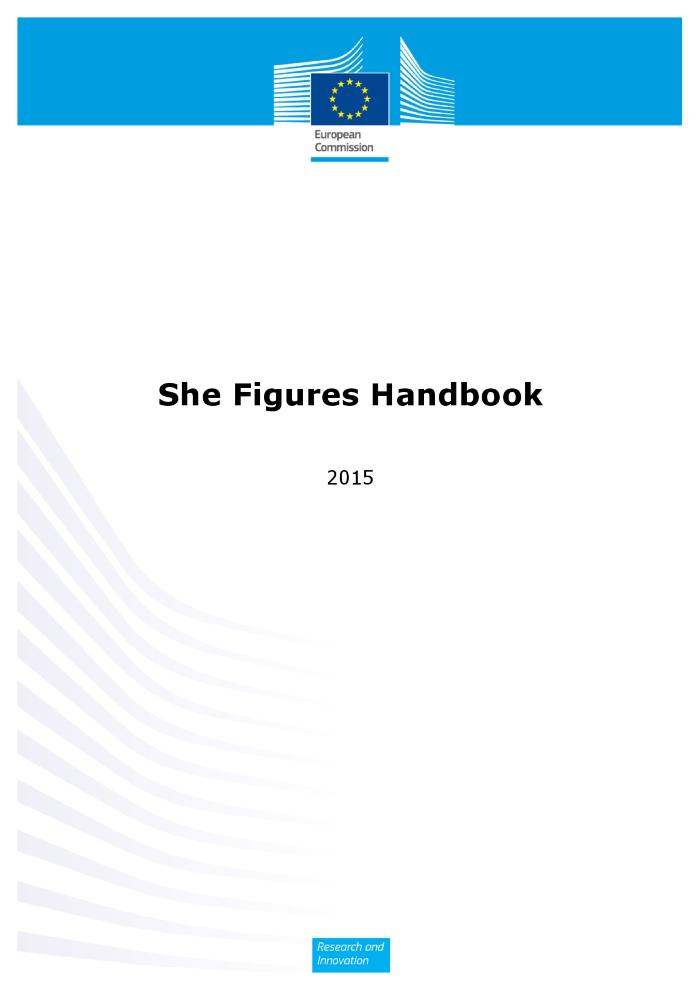 European
Commission
She Figures Handbook
2015
Research and
Innovation